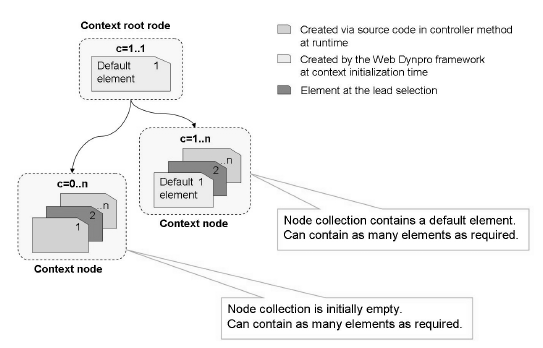 Context root rode
c=1..1
Default 1
element
Created via source code in controller method
at runtime
Created by the Web Dynpro framework
at context initialization time
Element at the lead selection
c=1..n
..n
2
Default 1
element
Context node
c=0..n
..n
2
1
Context node
Node collection contains a default element.
Can contain as many elements as required.
Node collection is initially empty.
Can contain as many elements as required.